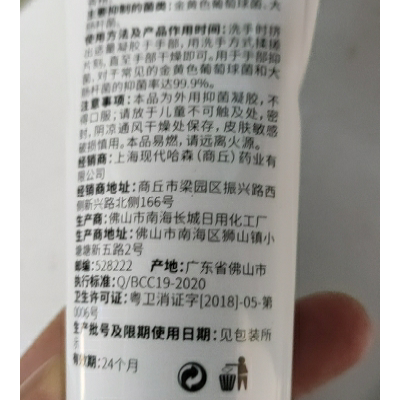 主要抑制的菌类：金黄色葡萄球菌、大
肠杆菌
使用方法及产品作用时间：洗手时挤
出适量凝胶于手部，用洗手方式揉搓
片刻，直至手部干燥即可。用于手部抑
菌，对于常见的金黄色葡萄球菌和大
肠杆菌的抑菌率达99.9%。
注意事项：本品为外用抑菌凝胶，不
得口服；请放于儿童不可触及处，密
封，阴凉通风干燥处保存，皮肤敏感
破损慎用。本品易燃，请远离火源。
经销商：上海现代哈森（商丘）药业有
限公司
经销商地址：商丘市梁园区振兴路西
侧新兴路北侧166号
生产商：佛山市南海长城日用化工厂
生产商地址：佛山市南海区狮山镇小
塘塘新五路2号
邮编:528222 产地:广东省佛山市
执行标准:Q/BCC19-2020
卫生许可证：粤卫消证字[2018]-05-
第0006号
生产批号及限期使用日期：见包装所
示
有效期:24个月